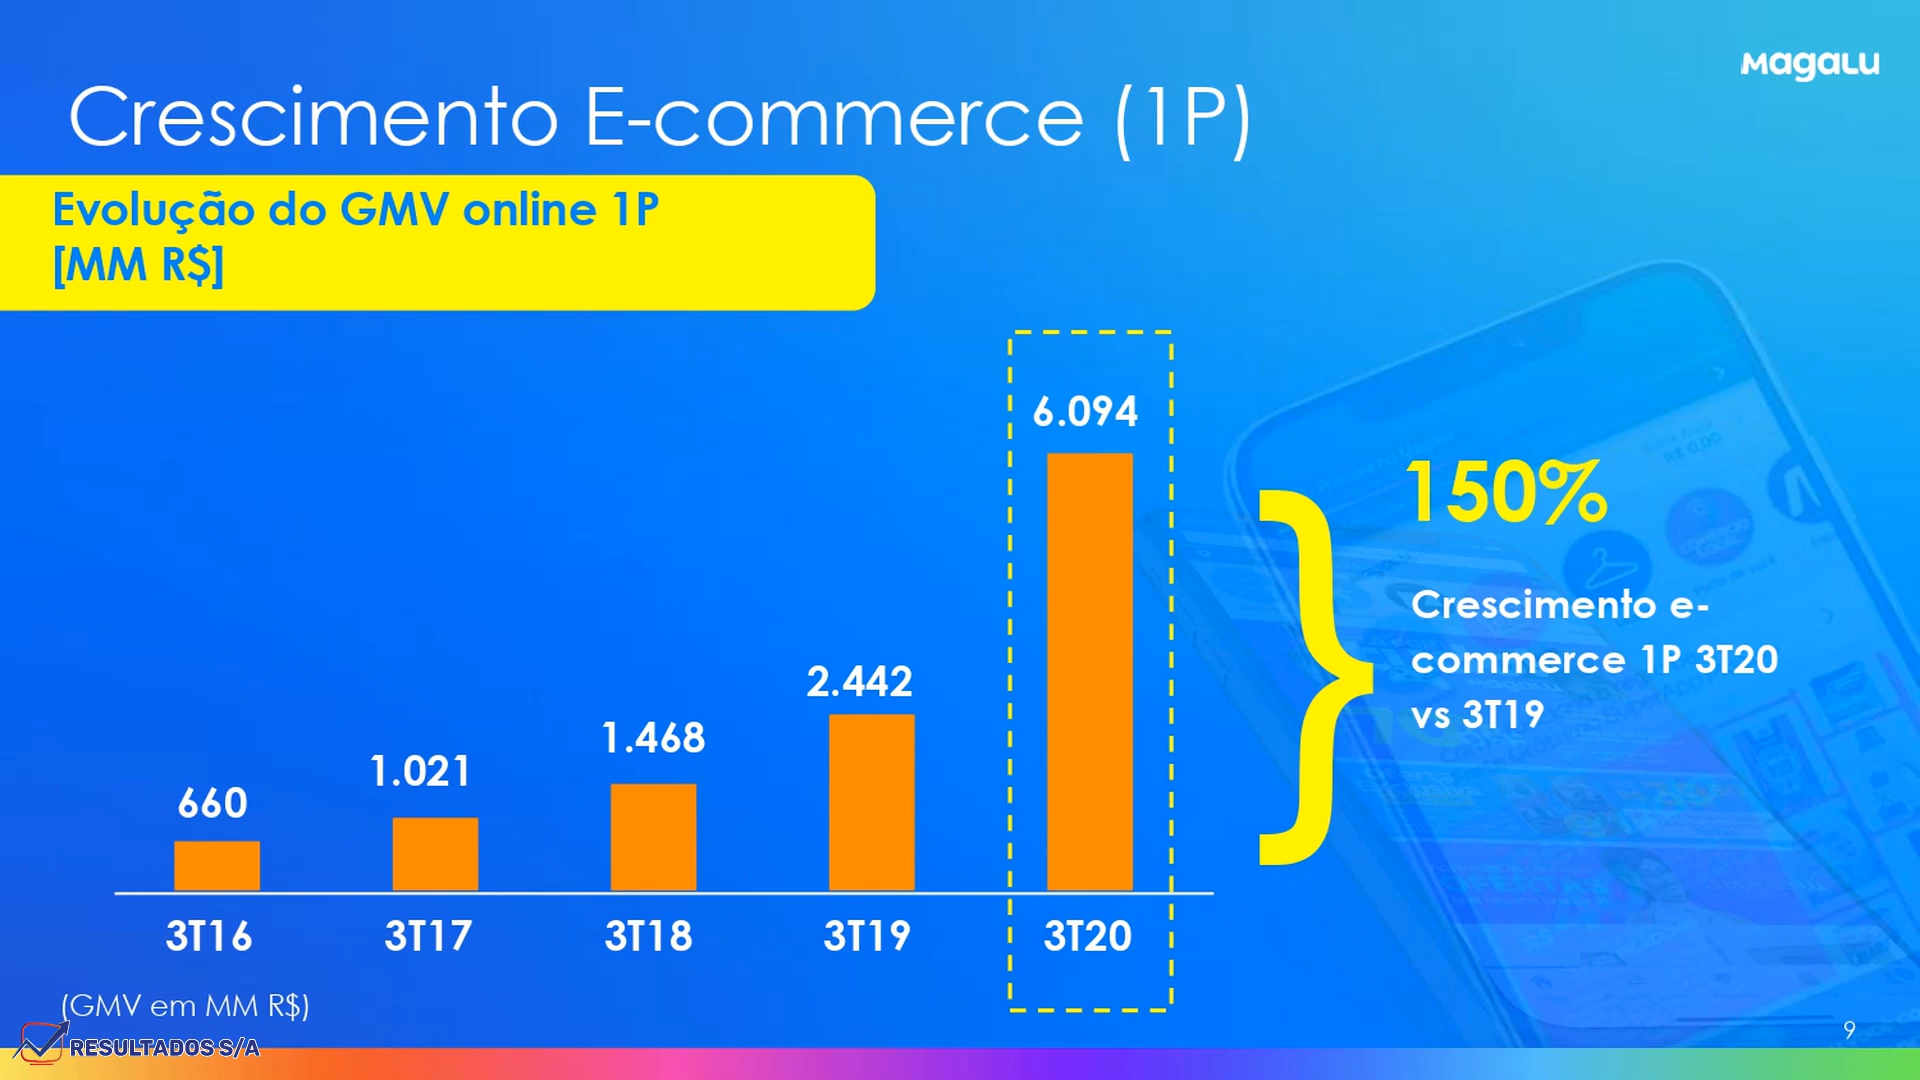 Magalu
Crescimento E-commerce (1P)
Evolução do GMV online 1P
[MM R$]
6.094
2.442
1.468
1.021
660
3T16
3T17
3T18
3T19
3T20
150%
Crescimento e-
commerce 1P 3T20
vs 3T19
(GMV em MM R$)
RESULTADOS S/A
9